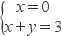 x = 0
x + y = 3